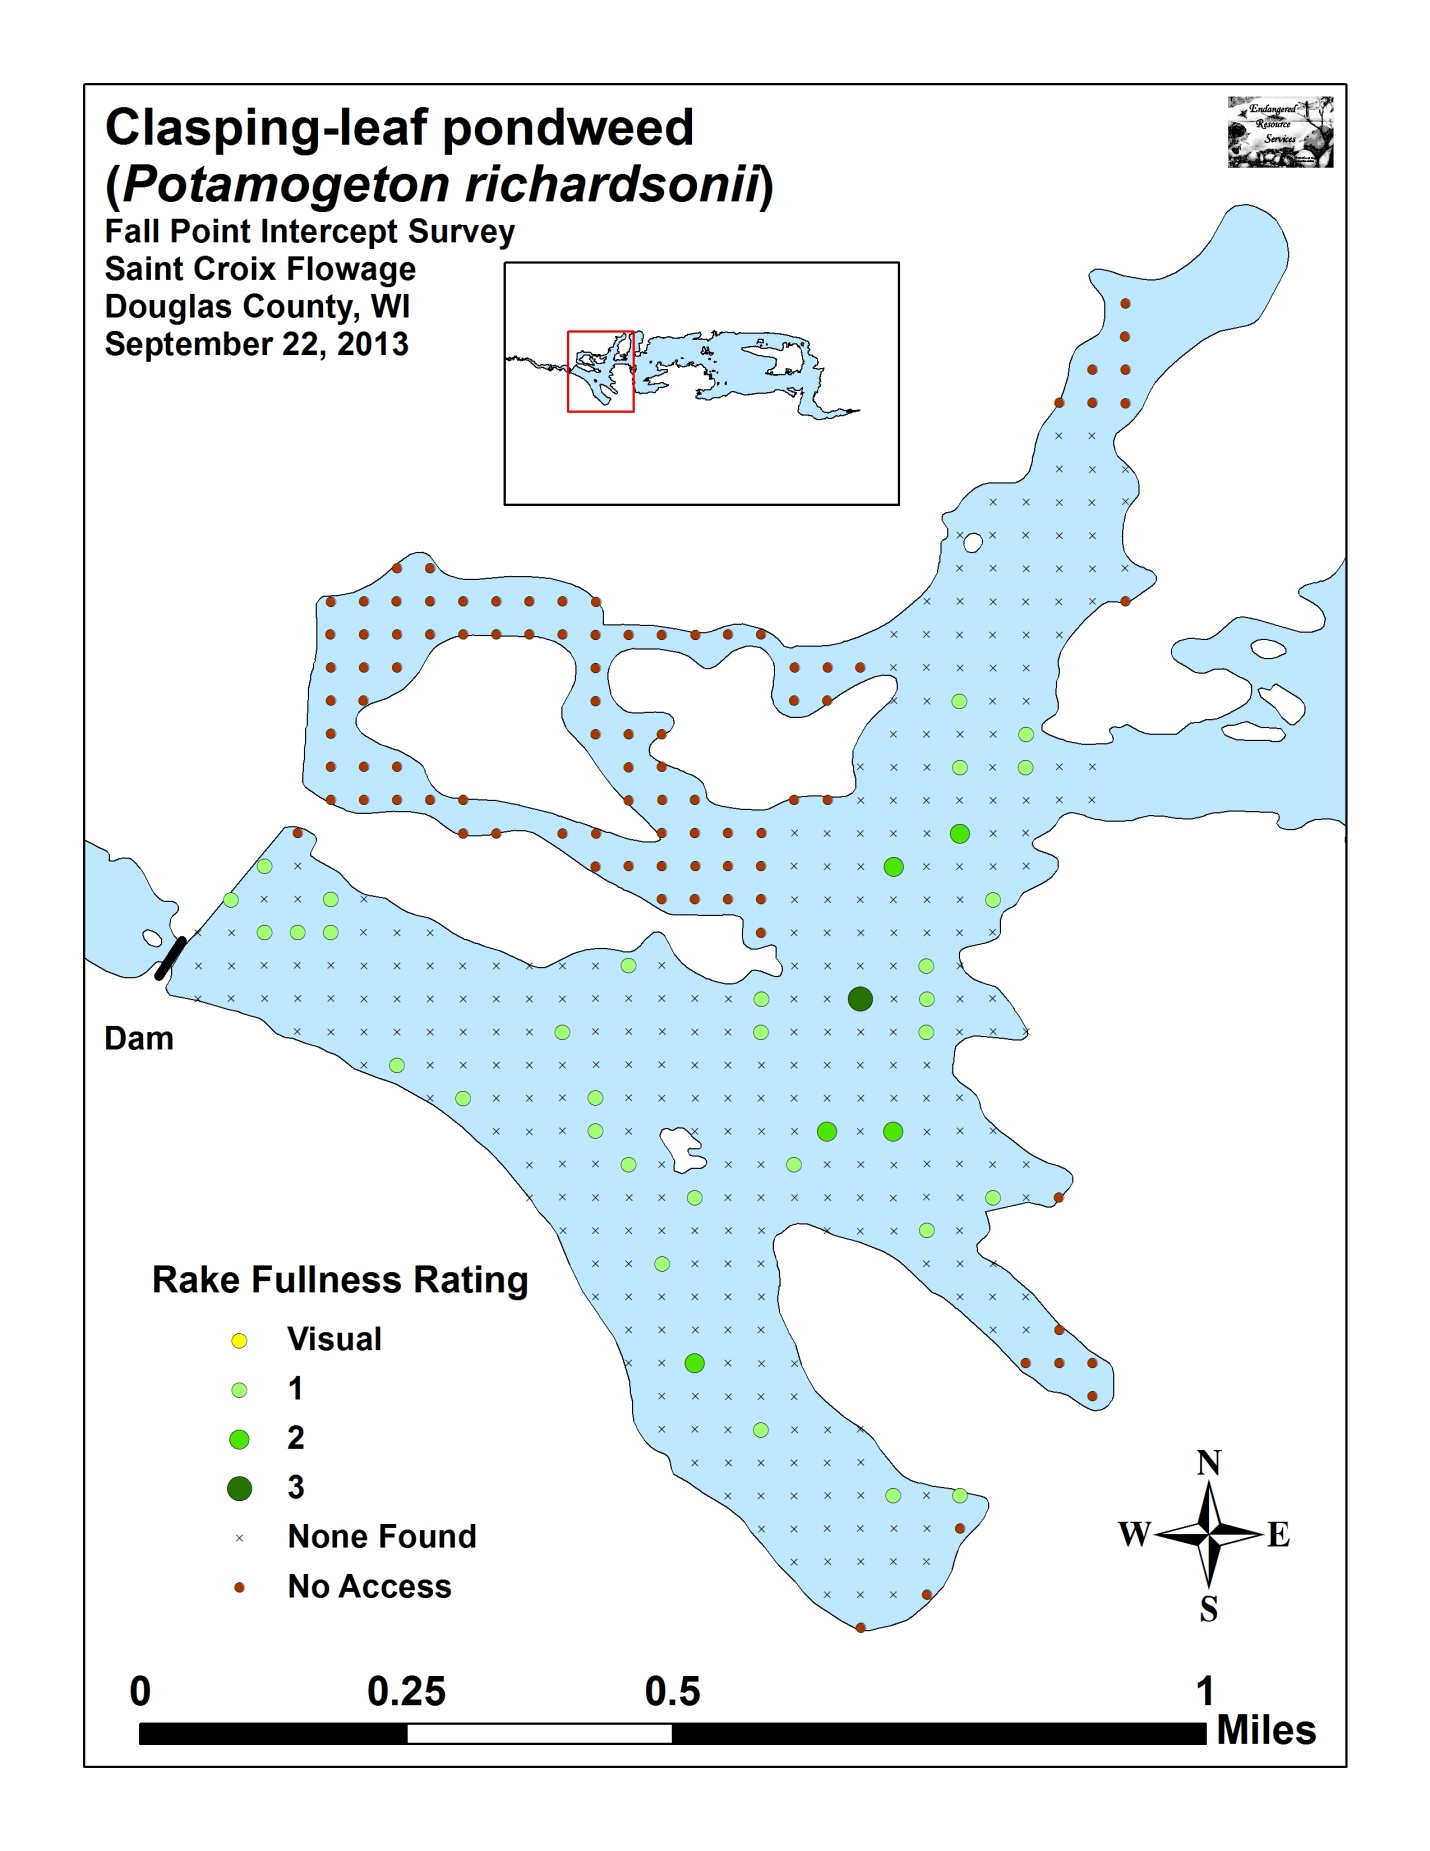 Clasping-leaf pondweed
(Potamogeton richardsonii)
Fall Point Intercept Survey
Saint Croix Flowage
Douglas County, WI
September 22, 2013
Endangered
Resource
Services
Dam
Rake Fullness Rating
Visual
1
2
3
None Found
No Access
N
W E
S
0 0.25 0.5 1
Miles